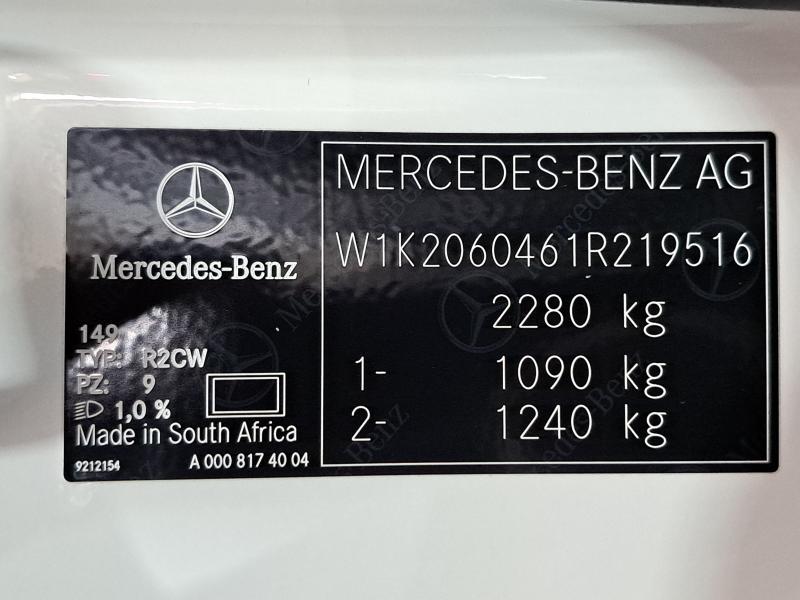 Mercedes-Benz
149
TYP: R2CW
PZ: 9
1,0 %
Made in South Africa
9212154 A 000 817 40 04
MERCEDES-BENZ AG
W1K2060461R219516
2280 kg
1- 1090 kg
2- 1240 kg